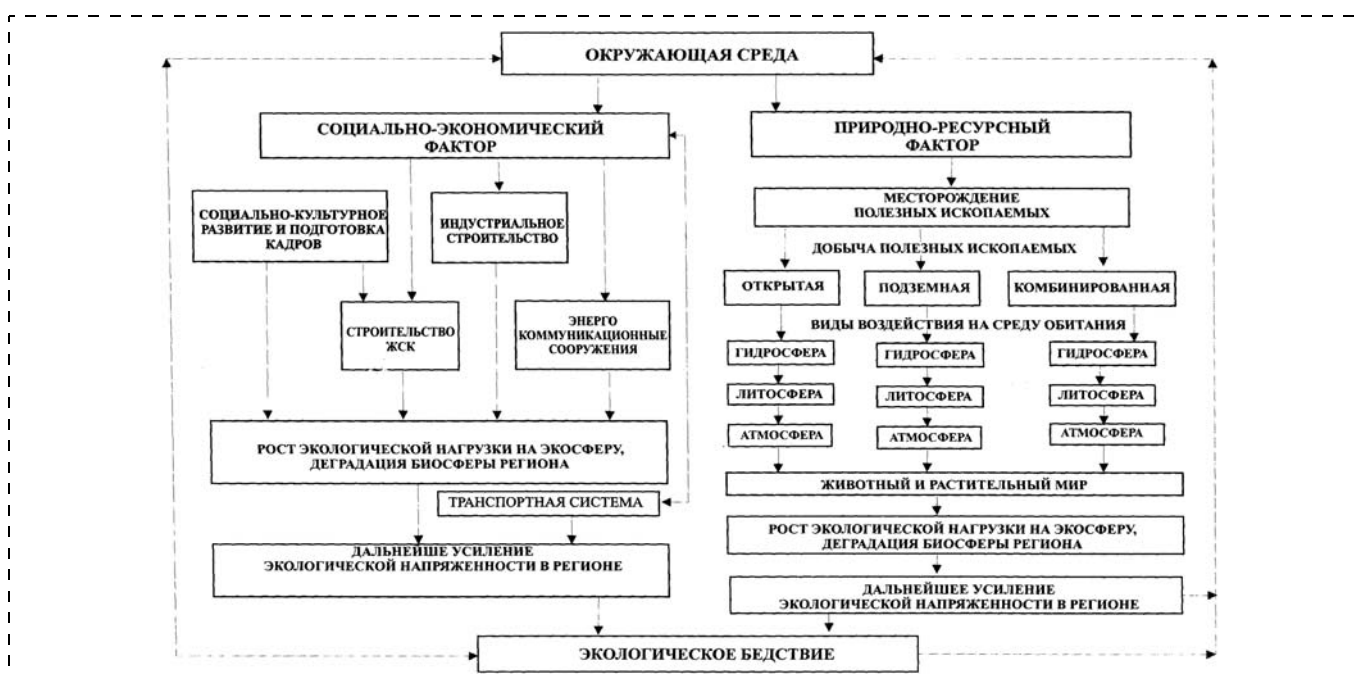 ОКРУЖАЮЩАЯ СРЕДА
СОЦИАЛЬНО-ЭКОНОМИЧЕСКИЙ
ФАКТОР
СОЦИАЛЬНО-КУЛЬТУРНОЕ
РАЗВИТИЕ И ПОДГОТОВКА
КАДРОВ
ИНДУСТРИАЛЬНОЕ
СТРОИТЕЛЬСТВО
СТРОИТЕЛЬСТВО
ЖСК
ЭНЕРГО
КОММУНИКАЦИОННЫЕ
СООРУЖЕНИЯ
РОСТ ЭКОЛОГИЧЕСКОЙ НАГРУЗКИ НА ЭКОСФЕРУ,
ДЕГРАДАЦИЯ БИОСФЕРЫ РЕГИОНА
ТРАНСПОРТНАЯ СИСТЕМА
ДАЛЬНЕЙШЕ УСИЛЕНИЕ
ЭКОЛОГИЧЕСКОЙ НАПРЯЖЕННОСТИ В РЕГИОНЕ
ПРИРОДНО-РЕСУРСНЫЙ
ФАКТОР
МЕСТОРОЖДЕНИЕ
ПОЛЕЗНЫХ ИСКОПАЕМЫХ
ДОБЫЧА ПОЛЕЗНЫХ ИСКОПАЕМЫХ
ОТКРЫТАЯ
ПОДЗЕМНАЯ
КОМБИНИРОВАННАЯ
ВИДЫ ВОЗДЕЙСТВИЯ НА СРЕДУ ОБИТАНИЯ
ГИДРОСФЕРА
ГИДРОСФЕРА
ГИДРОСФЕРА
ЛИТОСФЕРА
ЛИТОСФЕРА
ЛИТОСФЕРА
АТМОСФЕРА
АТМОСФЕРА
АТМОСФЕРА
ЖИВОТНЫЙ И РАСТИТЕЛЬНЫЙ МИР
РОСТ ЭКОЛОГИЧЕСКОЙ НАГРУЗКИ НА ЭКОСФЕРУ,
ДЕГРАДАЦИЯ БИОСФЕРЫ РЕГИОНА
ДАЛЬНЕЙШЕЕ УСИЛЕНИЕ
ЭКОЛОГИЧЕСКОЙ НАПРЯЖЕННОСТИ В РЕГИОНЕ
ЭКОЛОГИЧЕСКОЕ БЕДСТВИЕ